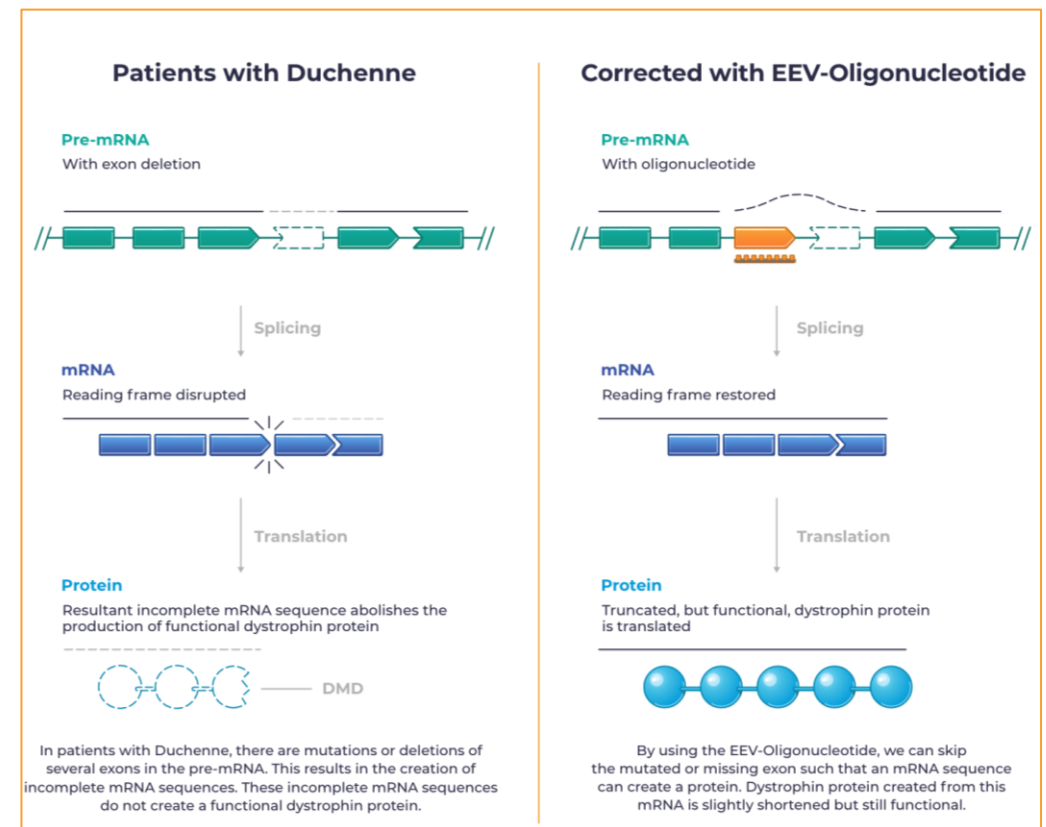 Patients with Duchenne
Pre-mRNA
With exon deletion
Splicing
mRNA
Reading frame disrupted
Translation
Protein
Resultant incomplete mRNA sequence abolishes the
production of functional dystrophin protein
DMD
In patients with Duchenne, there are mutations or deletions of
several exons in the pre-mRNA. This results in the creation of
incomplete mRNA sequences. These incomplete mRNA sequences
do not create a functional dystrophin protein.
Corrected with EEV-Oligonucleotide
Pre-mRNA
With oligonucleotide
Splicing
mRNA
Reading frame restored
Translation
Protein
Truncated, but functional, dystrophin protein
is translated
By using the EEV-Oligonucleotide, we can skip
the mutated or missing exon such that an mRNA sequence
can create a protein. Dystrophin protein created from this
mRNA is slightly shortened but still functional.